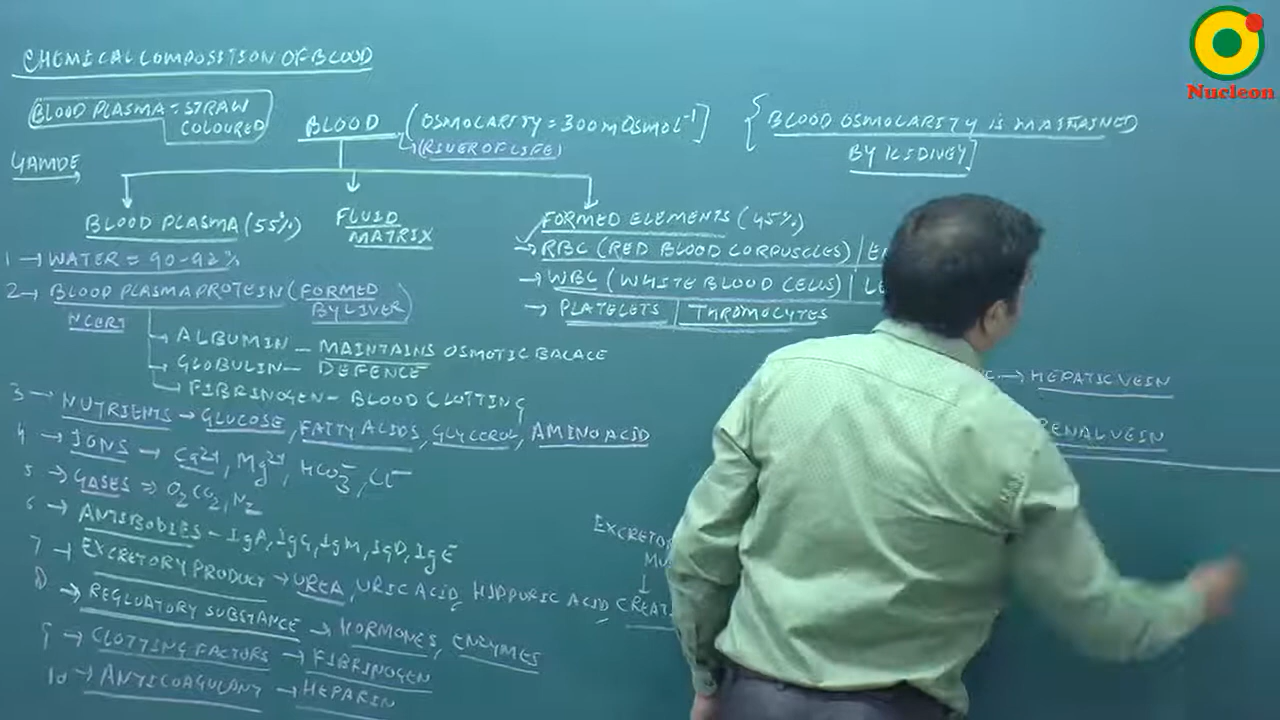 CHEMICAL COMPOSITION OF BLOOD
Nucleon
BLOOD PLASMA = STRAW
COLOURED
BLOOD
(OSMOLARITY = 300 mOsmol⁻¹]
(RIVER OF LIFE)
{BLOOD OSMOLARITY IS MAINTAINED
BY KIDNEY]
BLOOD PLASMA (55%)
FLUID
MATRIX
FORMED ELEMENTS (45%)
→ RBC (RED BLOOD CORPUSCLES) |
→ WBC (WHITE BLOOD CELLS) |
→ PLATELETS | THROMOLYTES
1 → WATER = 90-92%
2 → BLOOD PLASMA PROTEIN (FORMED
BY LIVER)
NCERT
→ ALBUMIN - MAINTAINS OSMOTIC BALACE
→ GLOBULIN - DEFENCE
→ FIBRINOGEN - BLOOD CLOTTING
3 → NUTRIENTS → GLUCOSE, FATTY ACIDS, GLYCEROL, AMINO ACID
4 → IONS → Ca²⁺, Mg²⁺, HCO₃⁻, Cl⁻
5 → GASES → O₂ CO₂, N₂
6 → ANTIBODIES - IgA, IgG, IgM, IgD, IgE
7 → EXCRETORY PRODUCT → UREA, URIC ACID, HIPPURIC ACID,
8 → REGLUATORY SUBSTANCE → HORMONES, ENZYMES
9 → CLOTTING FACTORS → FIBRINOGEN
10 → ANTICOAGULANT → HEPARIN
→ HEPATIC VEIN
RENAL VEIN